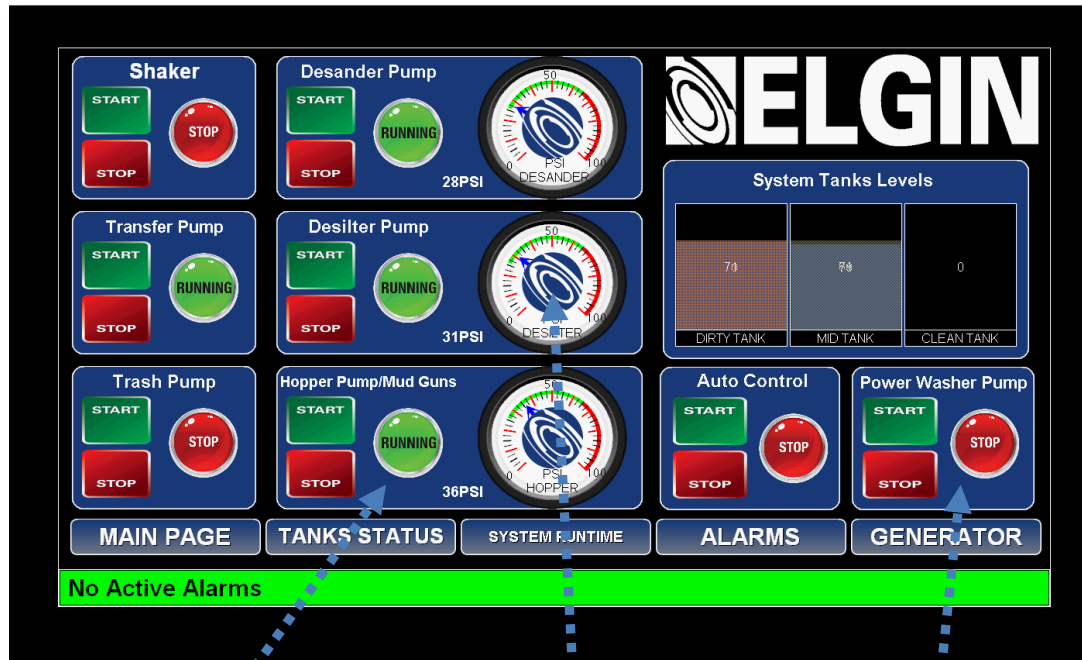 Shaker
START
STOP
STOP
Desander Pump
START
RUNNING
STOP
28PSI
50
0
100
PSI
DESANDER
ELGIN
System Tanks Levels
0
DIRTY TANK
MID TANK
CLEAN TANK
Transfer Pump
START
RUNNING
STOP
Desilter Pump
START
RUNNING
STOP
31PSI
50
0
100
PSI
DESILTER
Trash Pump
START
STOP
STOP
Hopper Pump/Mud Guns
START
RUNNING
STOP
36PSI
50
0
100
PSI
HOPPER
Auto Control
START
STOP
STOP
Power Washer Pump
START
STOP
STOP
MAIN PAGE
TANKS STATUS
SYSTEM RUNTIME
ALARMS
GENERATOR
No Active Alarms